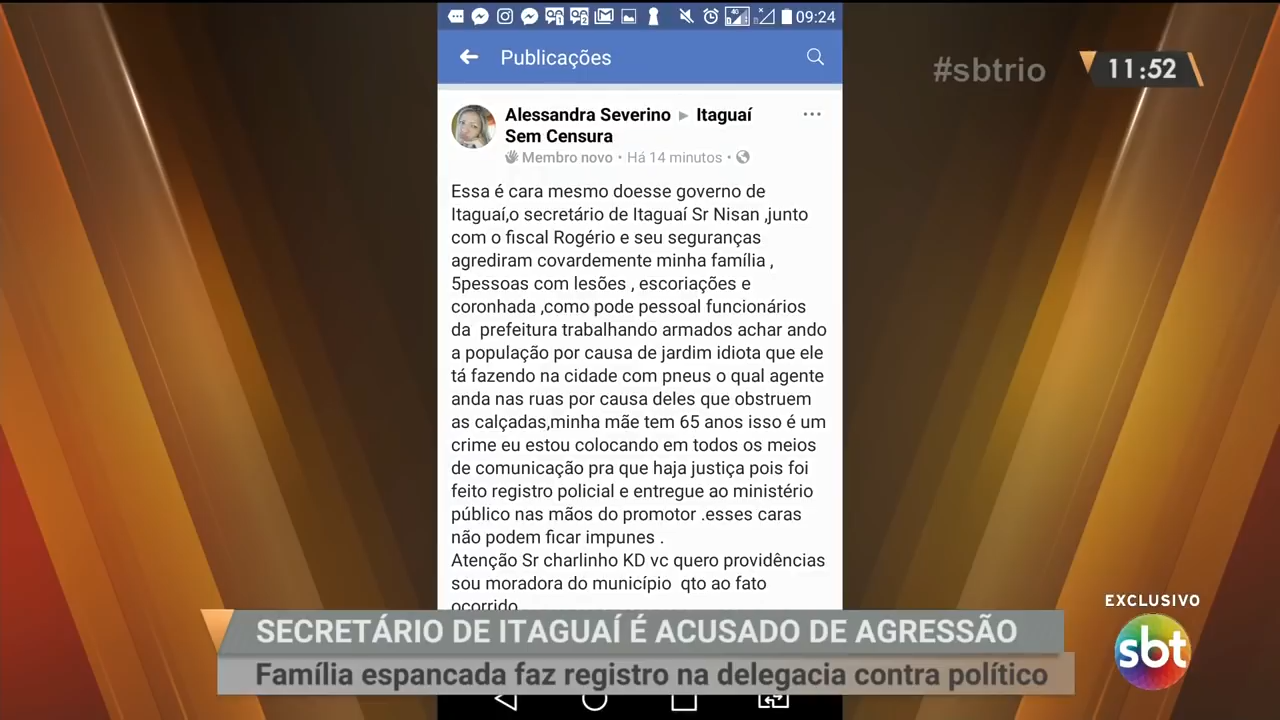 09:24
Publicações
#sbtrio
11:52
Alessandra Severino ▸ Itaguaí
Sem Censura
Membro novo · Há 14 minutos ·
Essa é cara mesmo doesse governo de
Itaguaí,o secretário de Itaguaí Sr Nisan ,junto
com o fiscal Rogério e seu seguranças
agrediram covardemente minha família ,
5pessoas com lesões , escoriações e
coronhada ,como pode pessoal funcionários
da  prefeitura trabalhando armados achar ando
a população por causa de jardim idiota que ele
tá fazendo na cidade com pneus o qual agente
anda nas ruas por causa deles que obstruem
as calçadas,minha mãe tem 65 anos isso é um
crime eu estou colocando em todos os meios
de comunicação pra que haja justiça pois foi
feito registro policial e entregue ao ministério
público nas mãos do promotor .esses caras
não podem ficar impunes .
Atenção Sr charlinho KD vc quero providências
sou moradora do município  qto ao fato
ocorrido
SECRETÁRIO DE ITAGUAÍ É ACUSADO DE AGRESSÃO
Família espancada faz registro na delegacia contra político
EXCLUSIVO
sbt